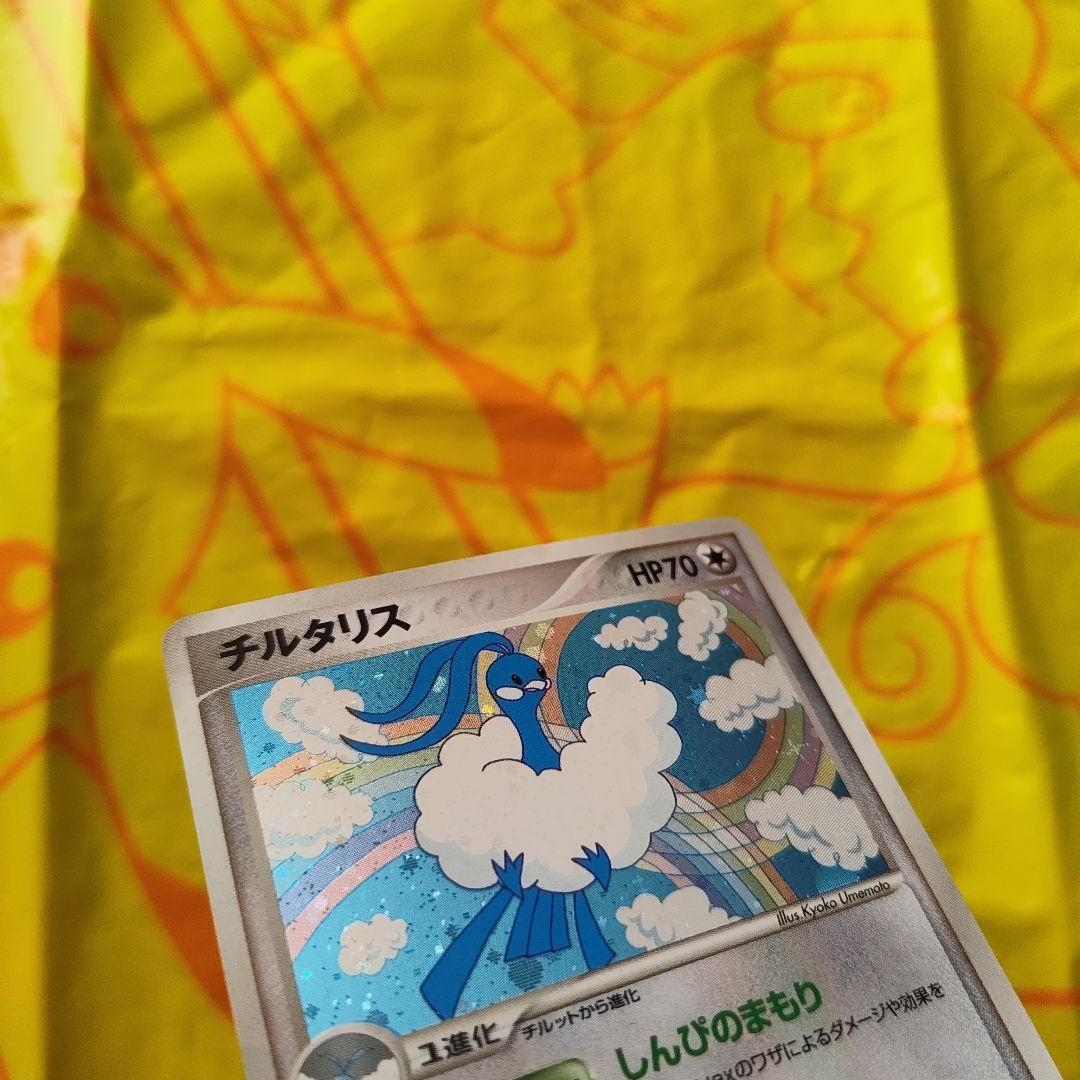 チルタリス HP70
Illus. Kyoko Umemoto
1進化 チルットから進化
しんぴのまもり
exのワザによるダメージや効果を